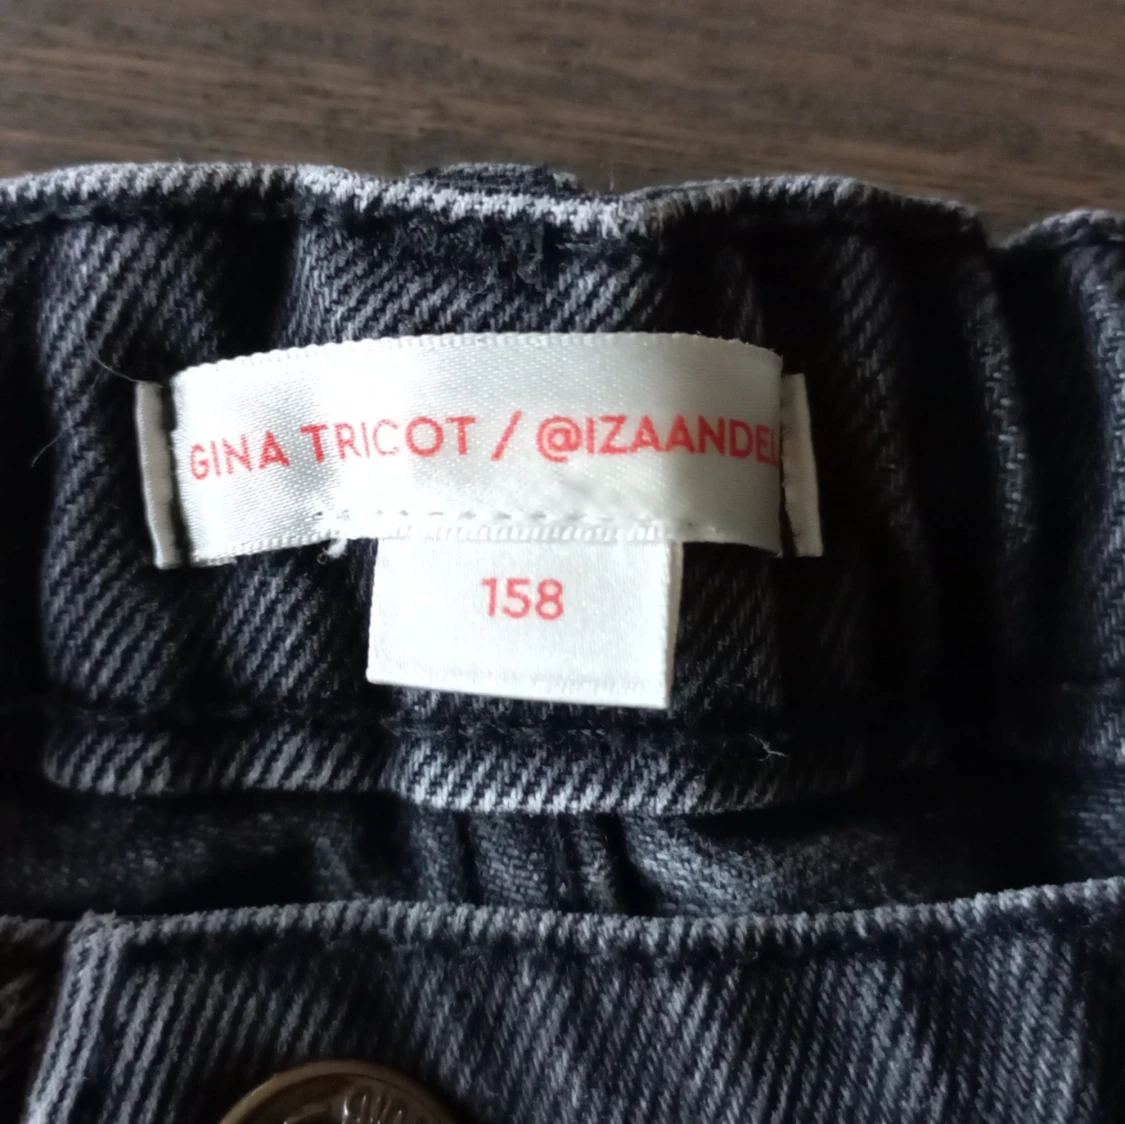 GINA TRICOT / @IZAANDEL
158